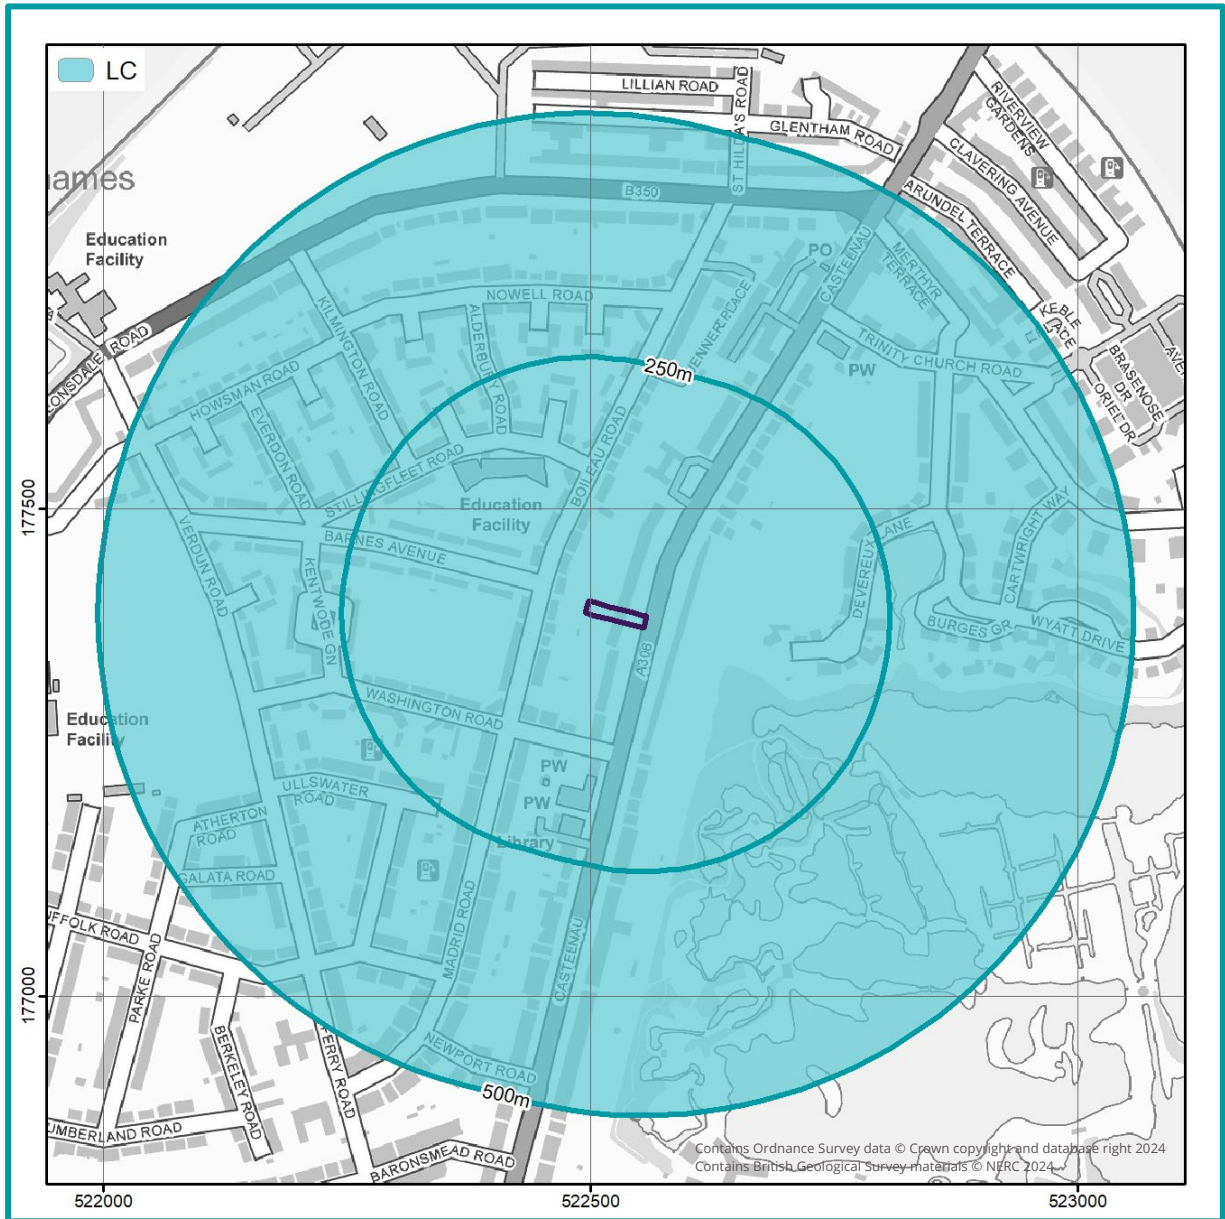 LC
LILLIAN ROAD
ST HILDA'S ROAD
GLENTHAM ROAD
RIVERVIEW
GARDENS
CLAVERING AVENUE
ARUNDEL TERRACE
ames
Education
Facility
B350
PO
CASTELNAU
MERTHYR
TERRACE
KILMINGTON ROAD
NOWELL ROAD
ALDERBURY ROAD
PLACE
TRINITY CHURCH ROAD
BRASENOSE
DR
ORIEL DR
LONSDALE ROAD
250m
PW
HOWSMAN ROAD
EVERDON ROAD
STILLINGFLEET ROAD
BOILEAU ROAD
Education
Facility
177500
VERDUN ROAD
BARNES AVENUE
KENTWODE GN
DEVEREUX LANE
CARTWRIGHT WAY
BURGES GR
WYATT DRIVE
A306
WASHINGTON ROAD
Education
Facility
ULLSWATER
ROAD
PW
PW
Library
ATHERTON
ROAD
GALATA ROAD
MADRID ROAD
CASTELNAU
UFFOLK ROAD
PARKE ROAD
177000
BERKELEY ROAD
FERRY ROAD
NEWPORT ROAD
500m
UMBERLAND ROAD
BARONSMEAD ROAD
Contains Ordnance Survey data © Crown copyright and database right 2024
Contains British Geological Survey materials © NERC 2024
522000
522500
523000